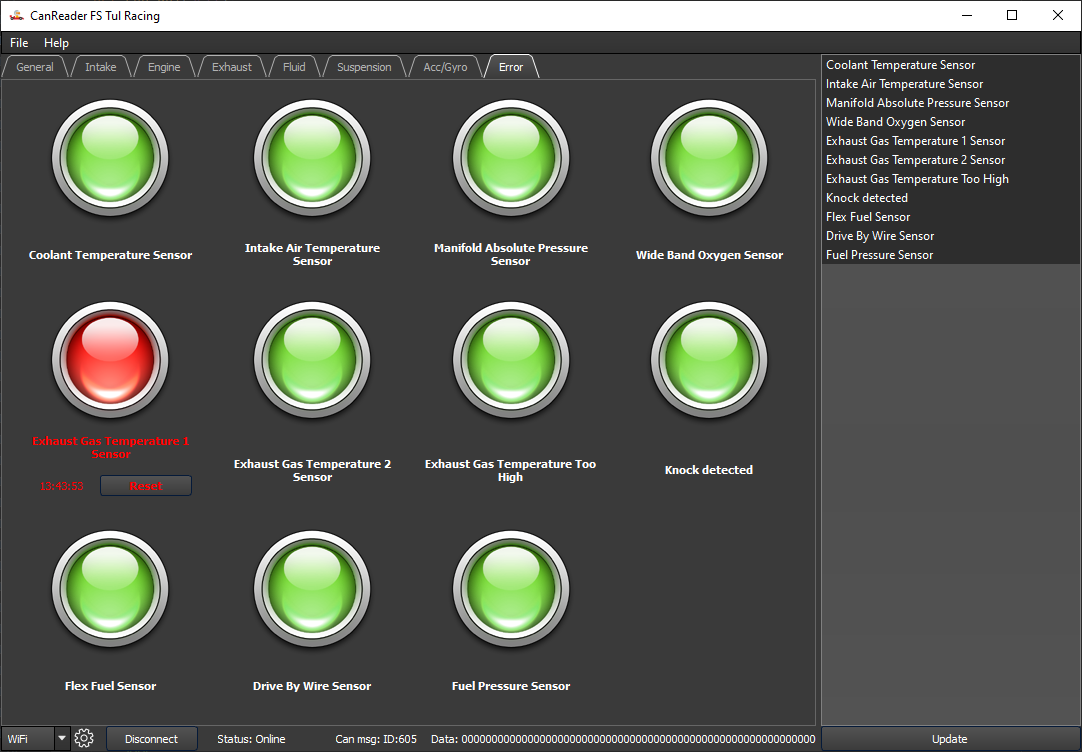 CanReader FS Tul Racing
File Help
General Intake Engine Exhaust Fluid Suspension Acc/Gyro Error
Coolant Temperature Sensor
Intake Air Temperature
Sensor
Manifold Absolute Pressure
Sensor
Wide Band Oxygen Sensor
Exhaust Gas Temperature 1
Sensor
13:43:53 Reset
Exhaust Gas Temperature 2
Sensor
Exhaust Gas Temperature Too
High
Knock detected
Flex Fuel Sensor
Drive By Wire Sensor
Fuel Pressure Sensor
Coolant Temperature Sensor
Intake Air Temperature Sensor
Manifold Absolute Pressure Sensor
Wide Band Oxygen Sensor
Exhaust Gas Temperature 1 Sensor
Exhaust Gas Temperature 2 Sensor
Exhaust Gas Temperature Too High
Knock detected
Flex Fuel Sensor
Drive By Wire Sensor
Fuel Pressure Sensor
WiFi Disconnect Status: Online Can msg: ID:605 Data: 0000000000000000000000000000000000000000000000000000000000 Update